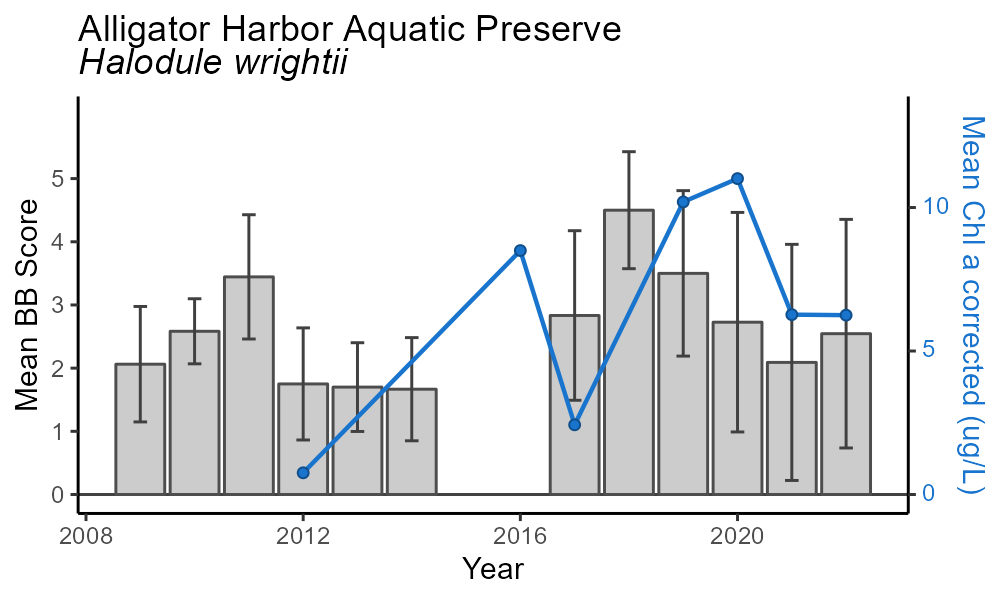 Alligator Harbor Aquatic Preserve
Halodule wrightii
Mean BB Score
5
4
3
2
1
0
10
5
0
Mean Chl a corrected (ug/L)
2008
2012
2016
2020
Year